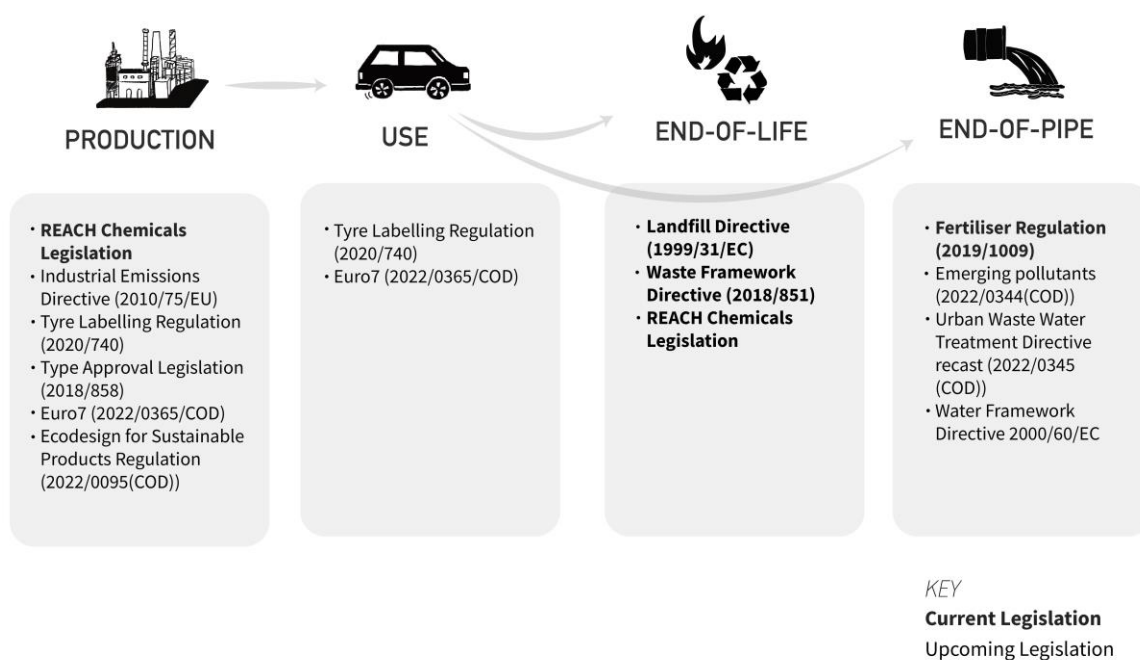 PRODUCTION
USE
END-OF-LIFE
END-OF-PIPE
· REACH Chemicals
Legislation
· Industrial Emissions
Directive (2010/75/EU)
· Tyre Labelling Regulation
(2020/740)
· Type Approval Legislation
(2018/858)
· Euro7 (2022/0365/COD)
· Ecodesign for Sustainable
Products Regulation
(2022/0095(COD))
· Tyre Labelling Regulation
(2020/740)
· Euro7 (2022/0365/COD)
· Landfill Directive
(1999/31/EC)
· Waste Framework
Directive (2018/851)
· REACH Chemicals
Legislation
· Fertiliser Regulation
(2019/1009)
· Emerging pollutants
(2022/0344(COD))
· Urban Waste Water
Treatment Directive
recast (2022/0345
(COD))
· Water Framework
Directive 2000/60/EC
KEY
Current Legislation
Upcoming Legislation